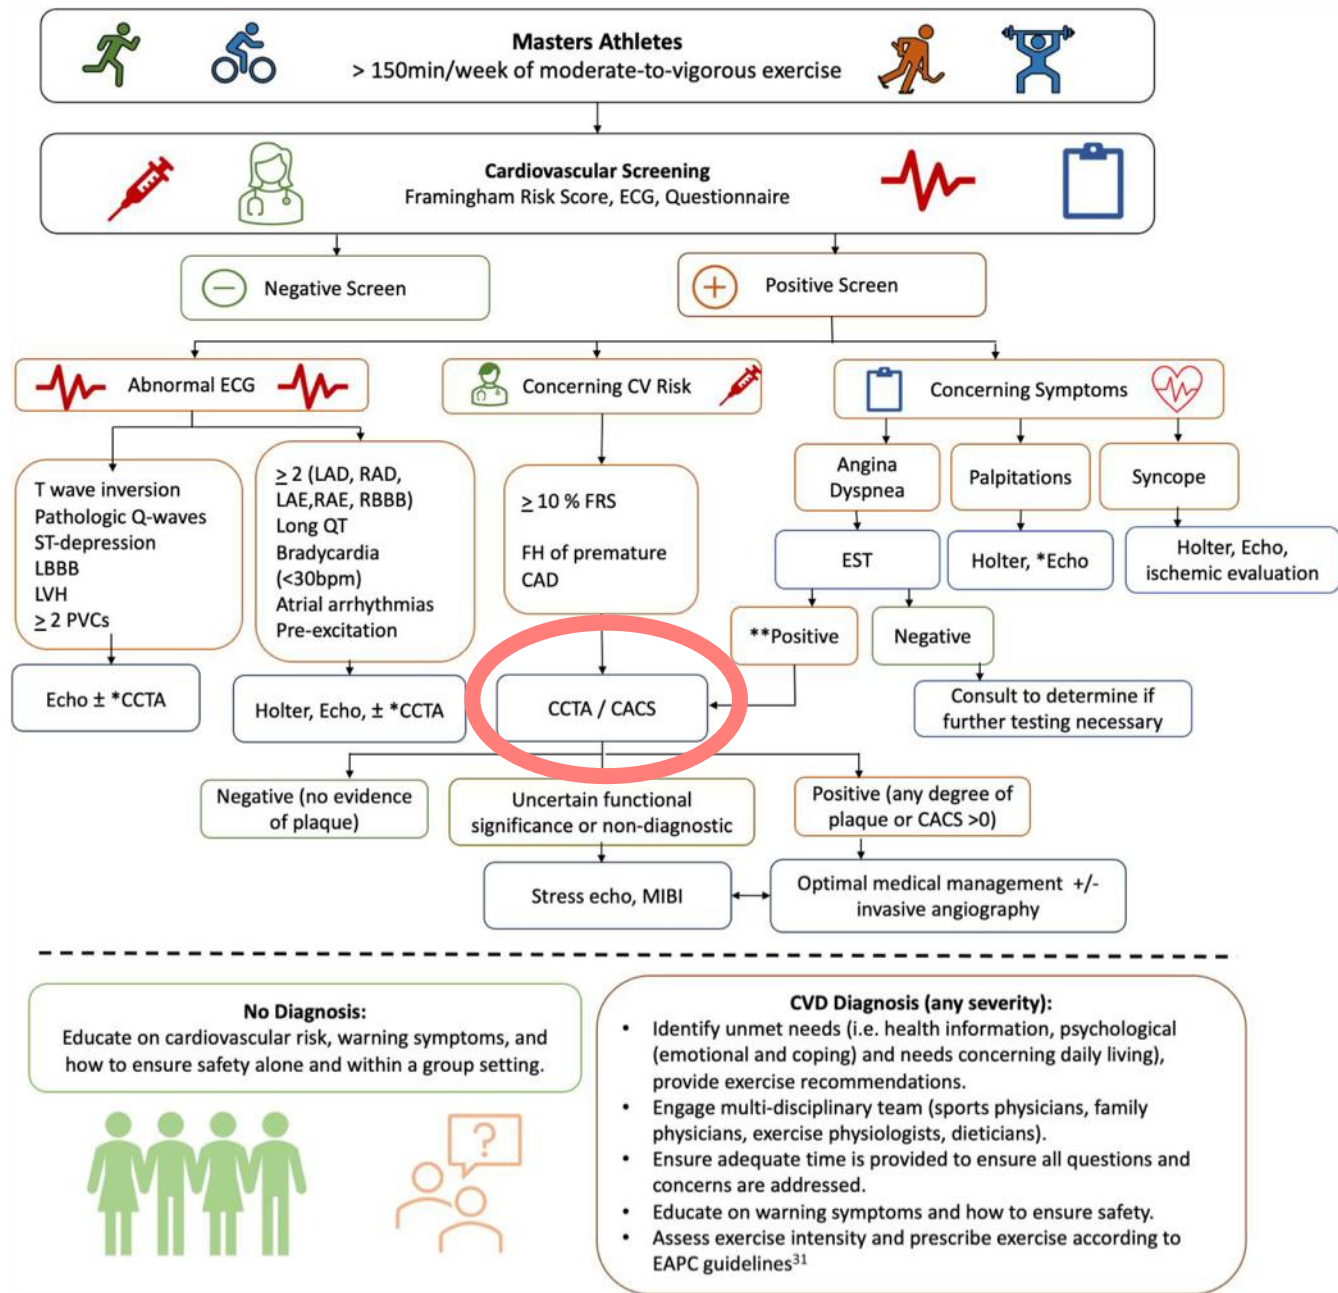 Masters Athletes
> 150min/week of moderate-to-vigorous exercise
Cardiovascular Screening
Framingham Risk Score, ECG, Questionnaire
Negative Screen
Positive Screen
Abnormal ECG
Concerning CV Risk
Concerning Symptoms
T wave inversion
Pathologic Q-waves
ST-depression
LBBB
LVH
≥ 2 PVCs
≥ 2 (LAD, RAD,
LAE,RAE, RBBB)
Long QT
Bradycardia
(<30bpm)
Atrial arrhythmias
Pre-excitation
≥ 10 % FRS
FH of premature
CAD
Angina
Dyspnea
Palpitations
Syncope
EST
Holter, *Echo
Holter, Echo,
ischemic evaluation
**Positive
Negative
Echo ± *CCTA
Holter, Echo, ± *CCTA
CCTA / CACS
Consult to determine if
further testing necessary
Negative (no evidence
of plaque)
Uncertain functional
significance or non-diagnostic
Positive (any degree of
plaque or CACS >0)
Stress echo, MIBI
Optimal medical management +/-
invasive angiography
No Diagnosis:
Educate on cardiovascular risk, warning symptoms, and
how to ensure safety alone and within a group setting.
?
CVD Diagnosis (any severity):
• Identify unmet needs (i.e. health information, psychological
(emotional and coping) and needs concerning daily living),
provide exercise recommendations.
• Engage multi-disciplinary team (sports physicians, family
physicians, exercise physiologists, dieticians).
• Ensure adequate time is provided to ensure all questions and
concerns are addressed.
• Educate on warning symptoms and how to ensure safety.
• Assess exercise intensity and prescribe exercise according to
EAPC guidelines³¹